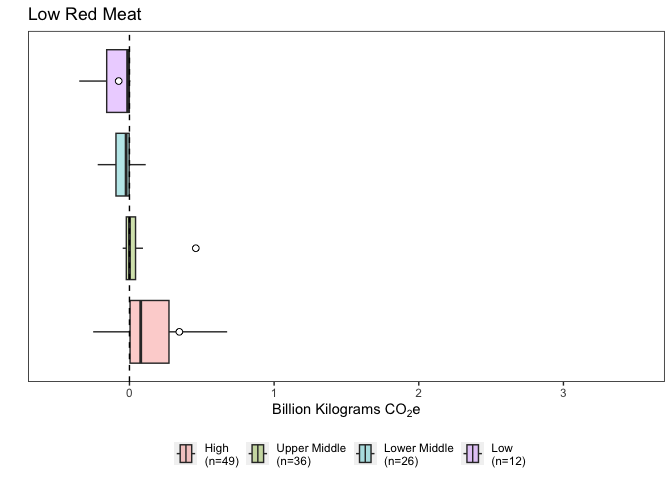 Low Red Meat
0 1 2 3
Billion Kilograms CO₂e
High Upper Middle Lower Middle Low
(n=49) (n=36) (n=26) (n=12)